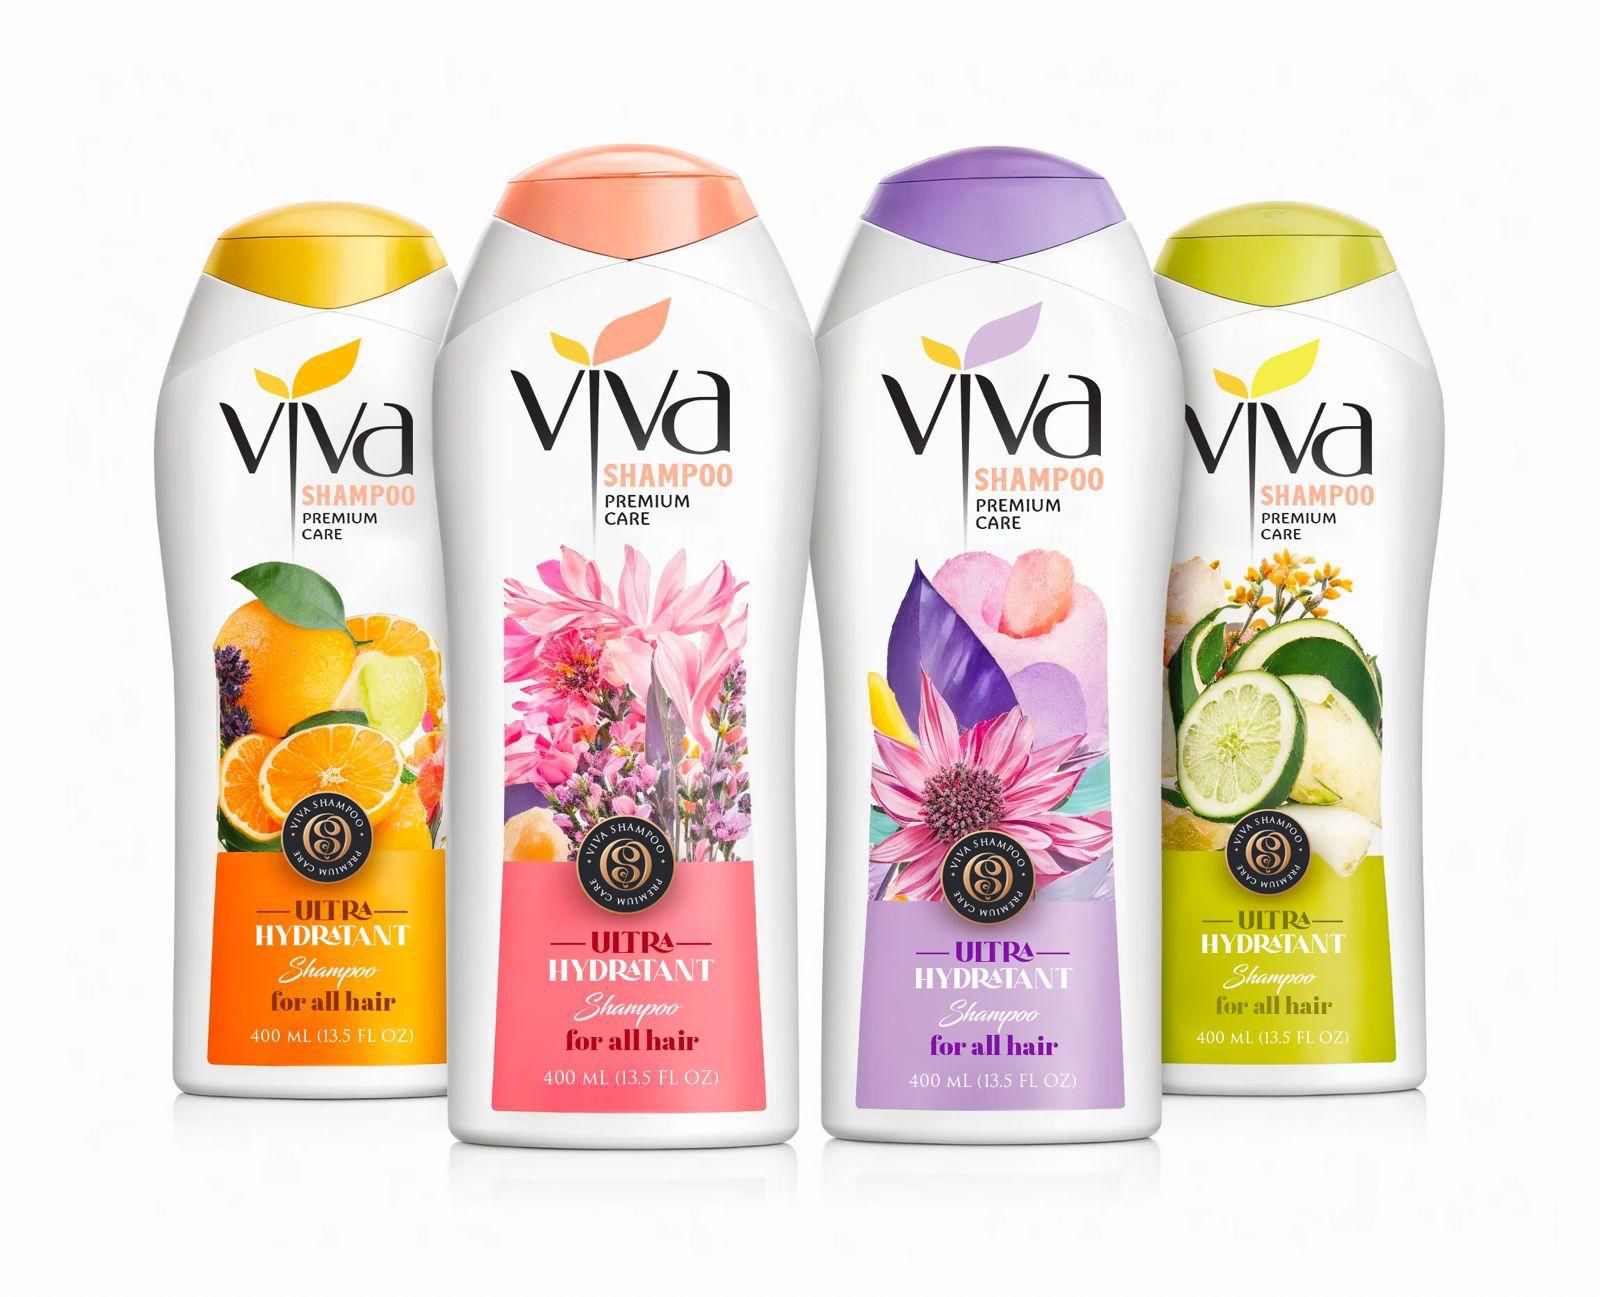 viva
SHAMPOO
PREMIUM
CARE
VIVA SHAMPOO
PREMIUM CARE
ULTRA
HYDRATANT
Shampoo
for all hair
400 ML (13.5 FL OZ)
viva
SHAMPOO
PREMIUM
CARE
VIVA SHAMPOO
PREMIUM CARE
ULTRA
HYDRATANT
Shampoo
for all hair
400 ML (13.5 FL OZ)
viva
SHAMPOO
PREMIUM
CARE
VIVA SHAMPOO
PREMIUM CARE
ULTRA
HYDRATANT
Shampoo
for all hair
400 ML (13.5 FL OZ)
viva
SHAMPOO
PREMIUM
CARE
VIVA SHAMPOO
PREMIUM CARE
ULTRA
HYDRATANT
Shampoo
for all hair
400 ML (13.5 FL OZ)